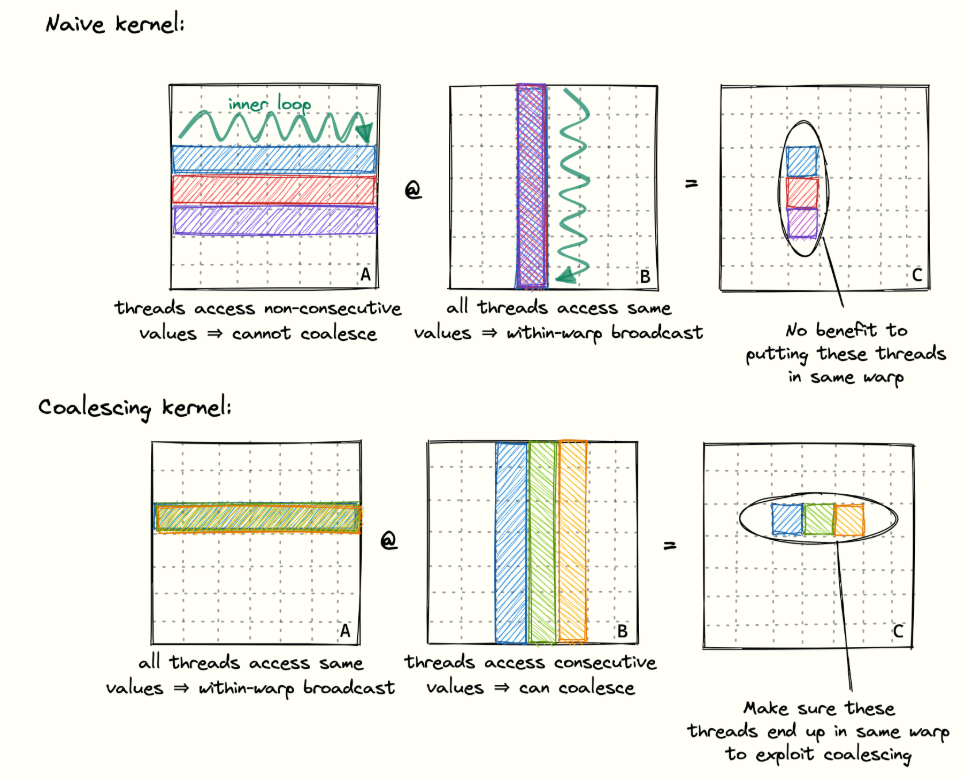 Naive kernel:
inner loop
@
=
A
B
C
threads access non-consecutive
values ⇒ cannot coalesce
all threads access same
values ⇒ within-warp broadcast
No benefit to
putting these threads
in same warp
Coalescing kernel:
@
=
A
B
C
all threads access same
values ⇒ within-warp broadcast
threads access consecutive
values ⇒ can coalesce
Make sure these
threads end up in same warp
to exploit coalescing